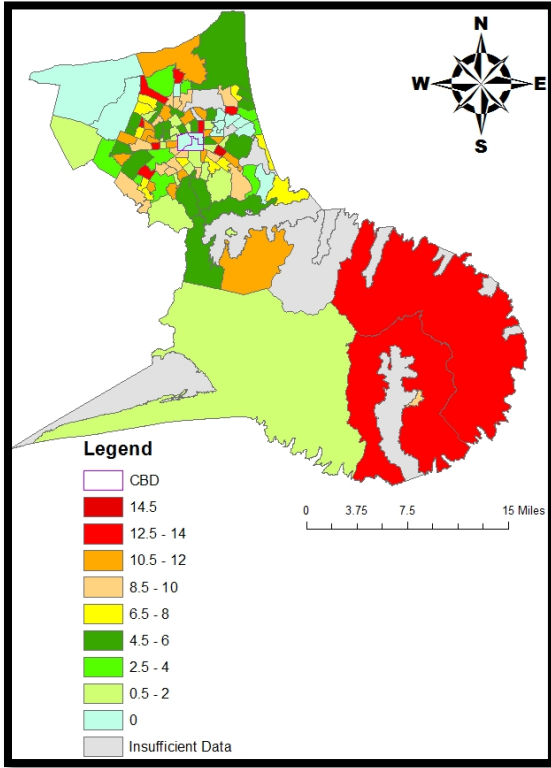 N
W E
S
Legend
CBD
14.5
12.5 - 14
10.5 - 12
8.5 - 10
6.5 - 8
4.5 - 6
2.5 - 4
0.5 - 2
0
Insufficient Data
0 3.75 7.5 15 Miles